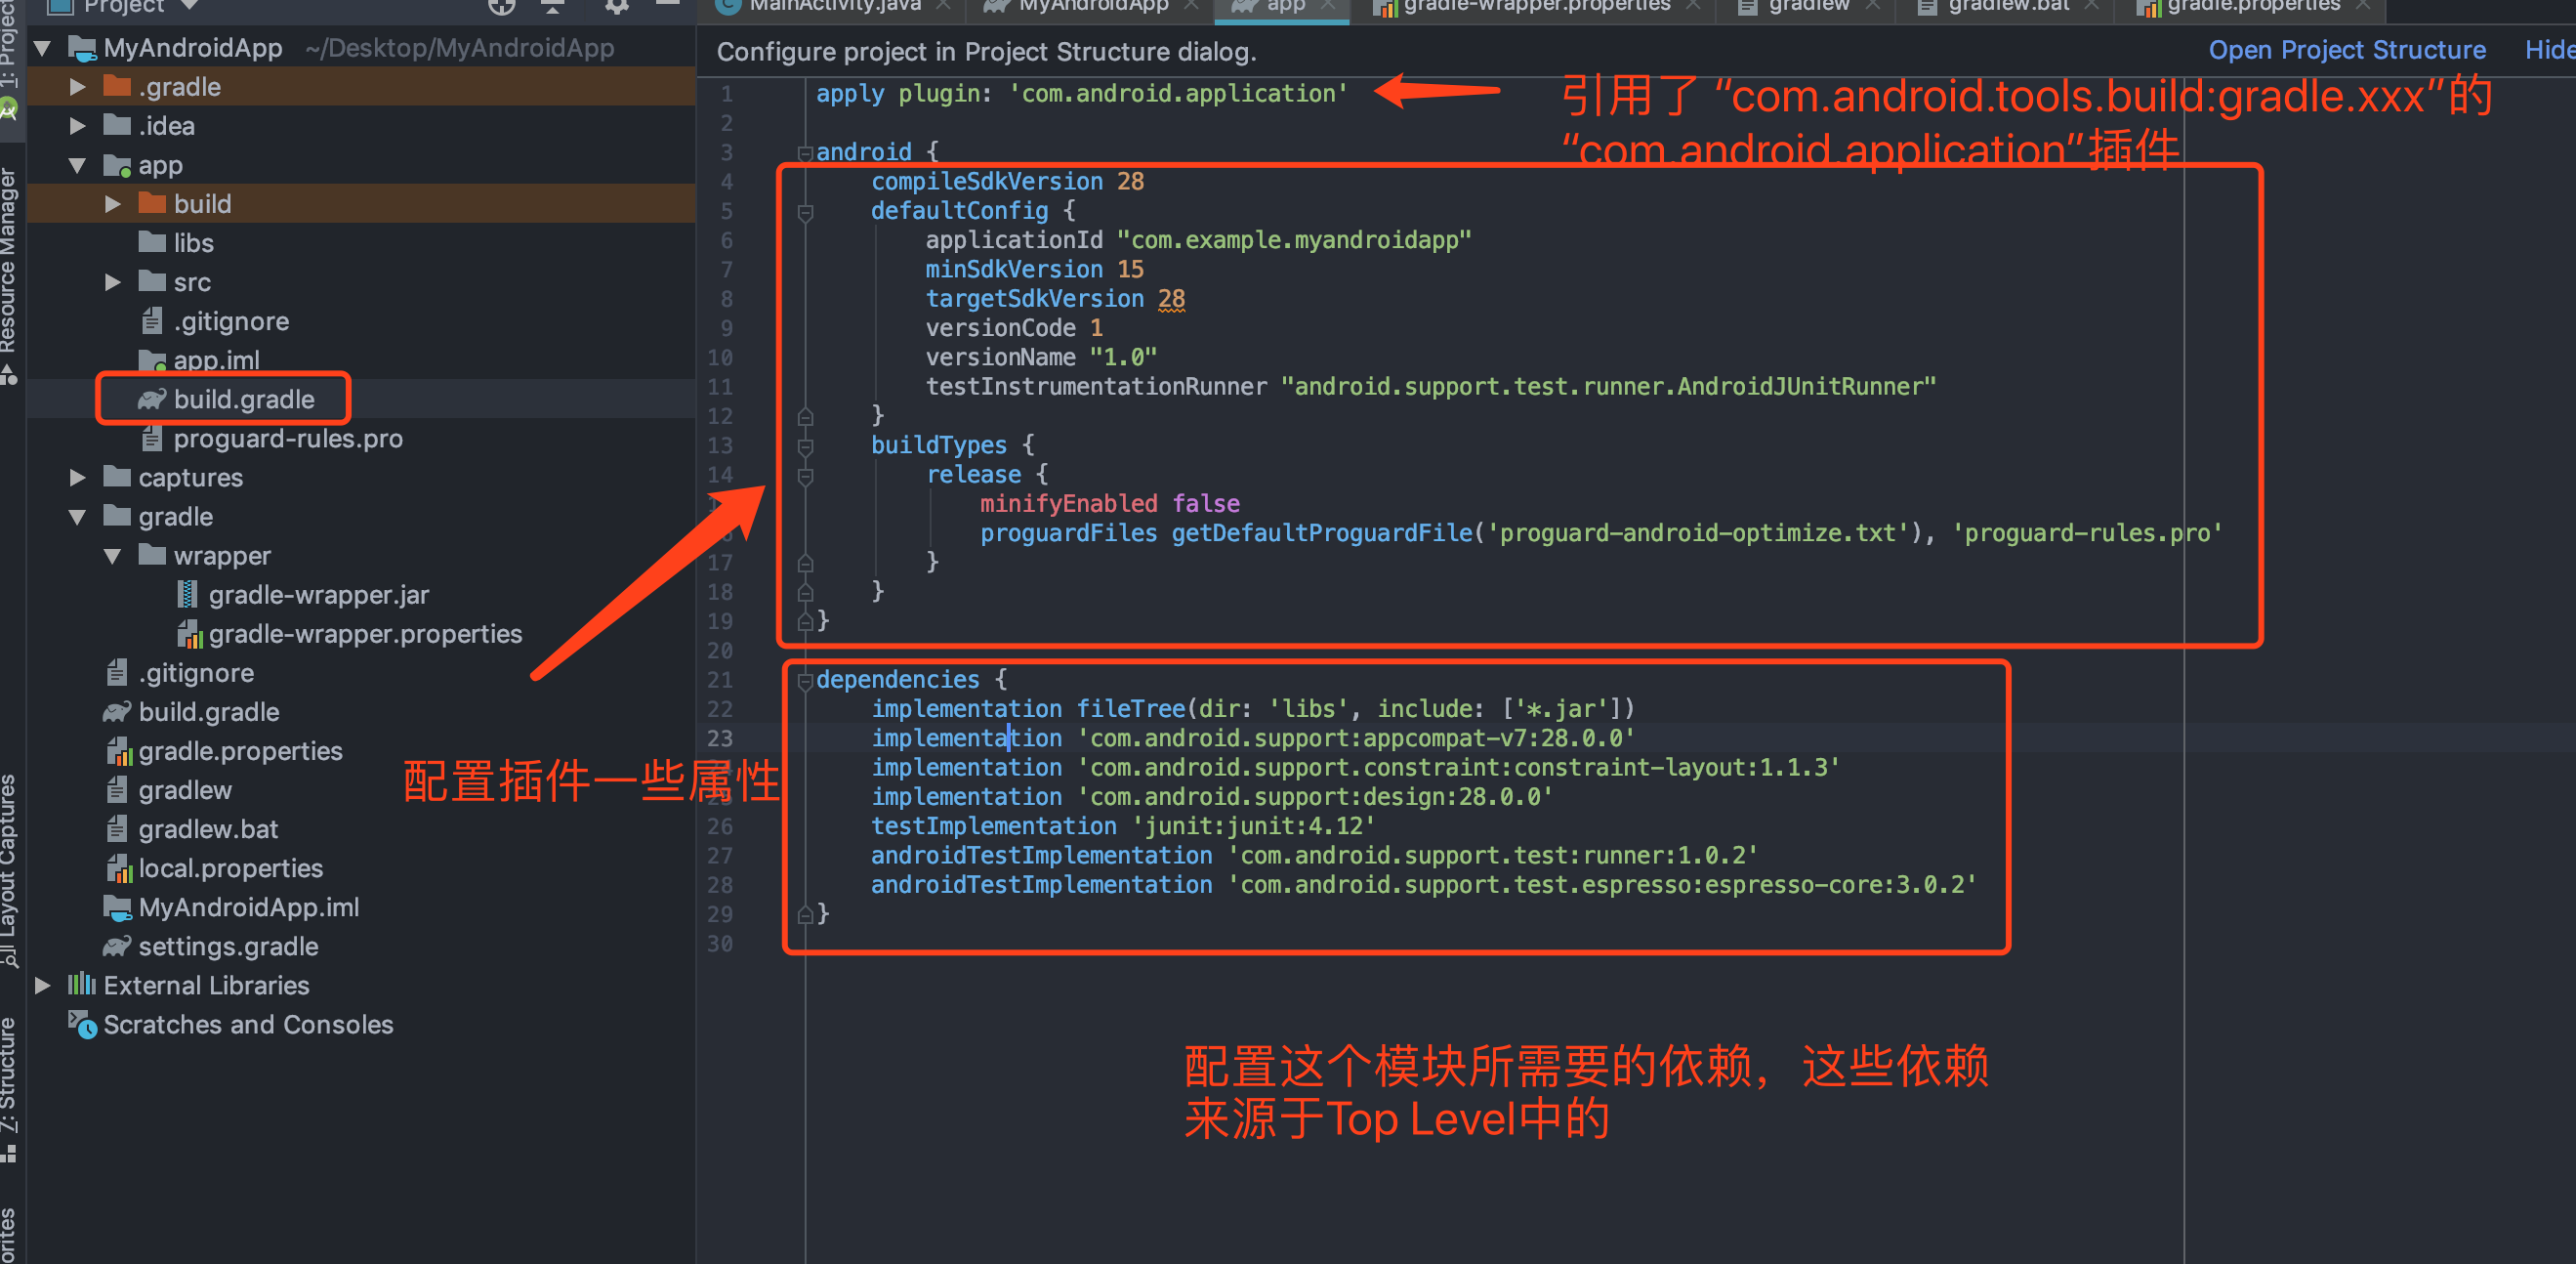 Project
MyAndroidApp ~/Desktop/MyAndroidApp
.gradle
.idea
app
build
libs
src
.gitignore
app.iml
build.gradle
proguard-rules.pro
captures
gradle
wrapper
gradle-wrapper.jar
gradle-wrapper.properties
.gitignore
build.gradle
gradle.properties
gradlew
gradlew.bat
local.properties
MyAndroidApp.iml
settings.gradle
External Libraries
Scratches and Consoles
1: Project
Resource Manager
Layout Captures
7: Structure
MainActivity.java
MyAndroidApp
app
gradle-wrapper.properties
gradlew
gradlew.bat
gradle.properties
Configure project in Project Structure dialog.
Open Project Structure
Hide
1 apply plugin: 'com.android.application'
2
3 android {
4 compileSdkVersion 28
5 defaultConfig {
6 applicationId "com.example.myandroidapp"
7 minSdkVersion 15
8 targetSdkVersion 28
9 versionCode 1
10 versionName "1.0"
11 testInstrumentationRunner "android.support.test.runner.AndroidJUnitRunner"
12 }
13 buildTypes {
14 release {
minifyEnabled false
proguardFiles getDefaultProguardFile('proguard-android-optimize.txt'), 'proguard-rules.pro'
17 }
18 }
19 }
20
21 dependencies {
22 implementation fileTree(dir: 'libs', include: ['*.jar'])
23 implementation 'com.android.support:appcompat-v7:28.0.0'
implementation 'com.android.support.constraint:constraint-layout:1.1.3'
implementation 'com.android.support:design:28.0.0'
26 testImplementation 'junit:junit:4.12'
27 androidTestImplementation 'com.android.support.test:runner:1.0.2'
28 androidTestImplementation 'com.android.support.test.espresso:espresso-core:3.0.2'
29 }
30
引用了 “com.android.tools.build:gradle.xxx”的
“com.android.application”插件
配置插件一些属性
配置这个模块所需要的依赖，这些依赖
来源于Top Level中的